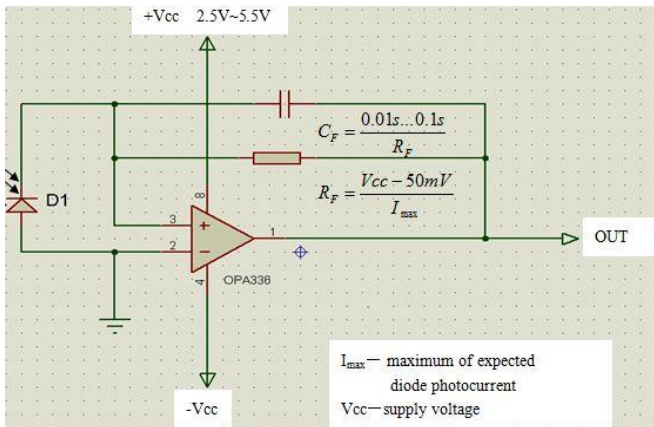 +Vcc 2.5V~5.5V
C_F = 0.01s...0.1s / R_F
D1
R_F = Vcc − 50mV / I_max
8
3
+
1
2
−
OUT
4
OPA336
I_max— maximum of expected
diode photocurrent
-Vcc
Vcc—supply voltage